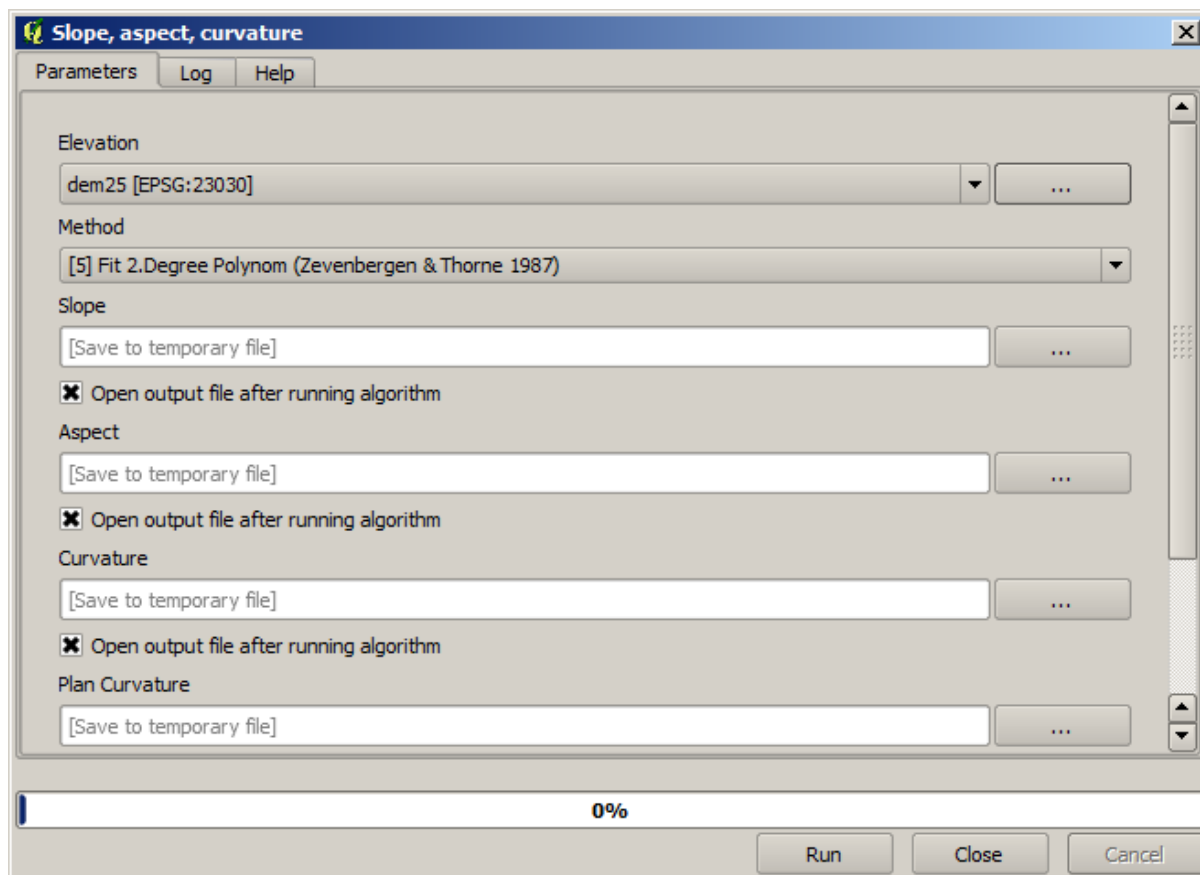 Slope, aspect, curvature
Parameters Log Help
Elevation
dem25 [EPSG:23030] ...
Method
[5] Fit 2.Degree Polynom (Zevenbergen & Thorne 1987)
Slope
[Save to temporary file] ...
Open output file after running algorithm
Aspect
[Save to temporary file] ...
Open output file after running algorithm
Curvature
[Save to temporary file] ...
Open output file after running algorithm
Plan Curvature
[Save to temporary file] ...
0%
Run Close Cancel